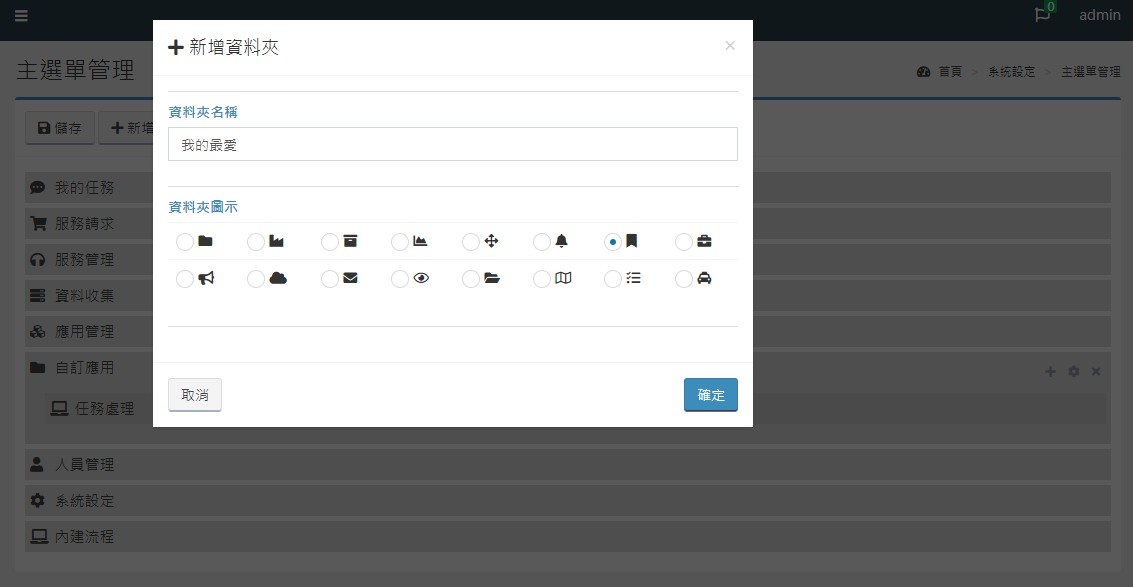 0
admin
主選單管理
首頁 > 系統設定 > 主選單管理
儲存
新增
我的任務
服務請求
服務管理
資料收集
應用管理
自訂應用
任務處理
人員管理
系統設定
內建流程
新增資料夾
×
資料夾名稱
我的最愛
資料夾圖示
取消
確定